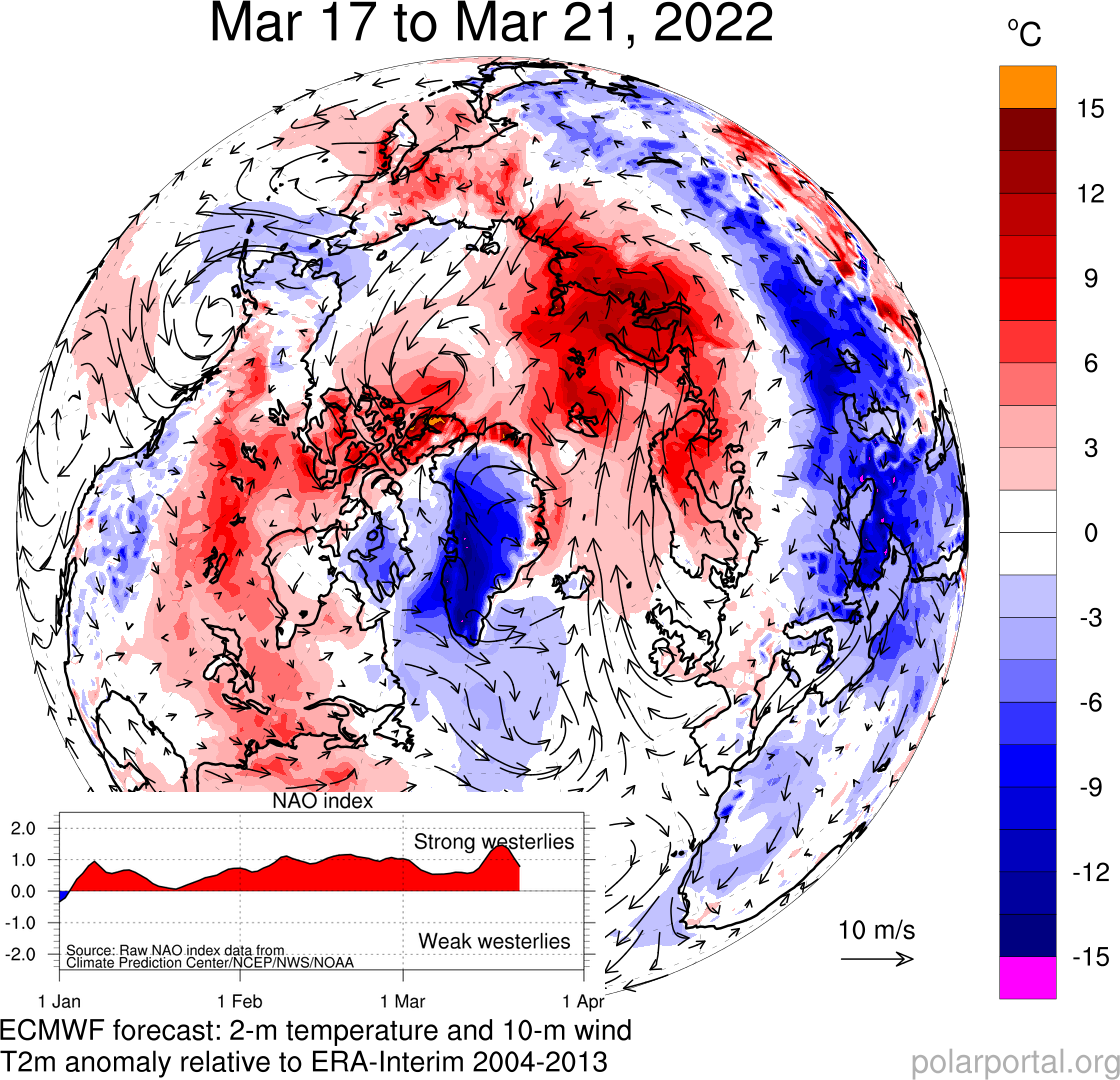 Mar 17 to Mar 21, 2022
°C
15
12
9
6
3
0
-3
-6
-9
-12
-15
10 m/s
NAO index
2.0
1.0
0.0
-1.0
-2.0
Strong westerlies
Weak westerlies
Source: Raw NAO index data from
Climate Prediction Center/NCEP/NWS/NOAA
1 Jan
1 Feb
1 Mar
1 Apr
ECMWF forecast: 2-m temperature and 10-m wind
T2m anomaly relative to ERA-Interim 2004-2013
polarportal.org